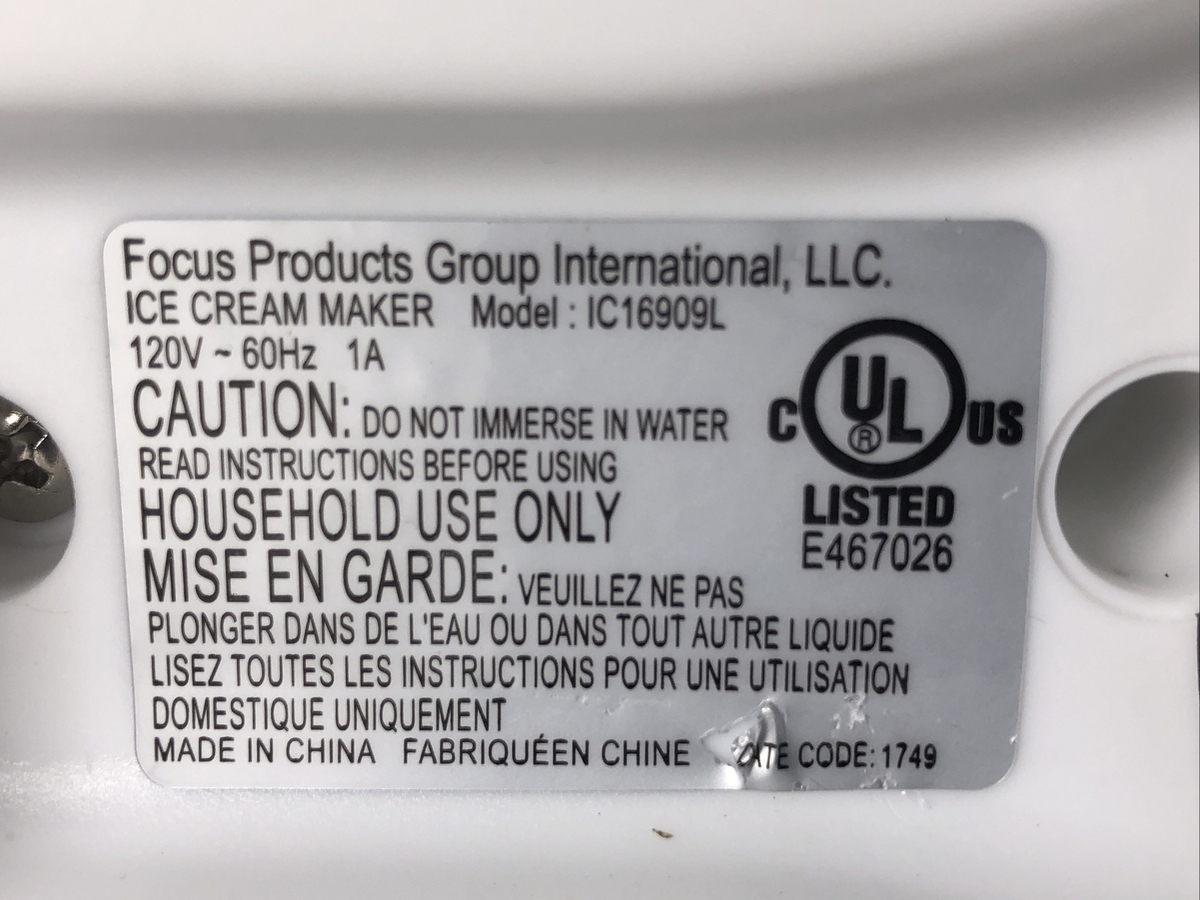 Focus Products Group International, LLC.
ICE CREAM MAKER Model : IC16909L
120V ~ 60Hz 1A
CAUTION: DO NOT IMMERSE IN WATER
READ INSTRUCTIONS BEFORE USING
HOUSEHOLD USE ONLY
MISE EN GARDE: VEUILLEZ NE PAS
PLONGER DANS DE L'EAU OU DANS TOUT AUTRE LIQUIDE
LISEZ TOUTES LES INSTRUCTIONS POUR UNE UTILISATION
DOMESTIQUE UNIQUEMENT
MADE IN CHINA FABRIQUÉEN CHINE DATE CODE: 1749
C UL ® US
LISTED
E467026